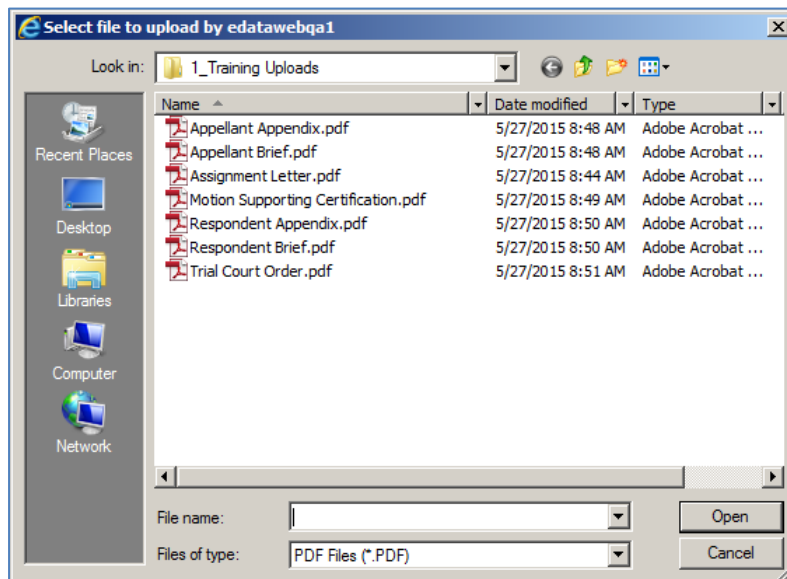 Select file to upload by edatawebqa1
Look in: 1_Training Uploads
Name Date modified Type
Appellant Appendix.pdf 5/27/2015 8:48 AM Adobe Acrobat ...
Appellant Brief.pdf 5/27/2015 8:48 AM Adobe Acrobat ...
Assignment Letter.pdf 5/27/2015 8:44 AM Adobe Acrobat ...
Motion Supporting Certification.pdf 5/27/2015 8:49 AM Adobe Acrobat ...
Respondent Appendix.pdf 5/27/2015 8:50 AM Adobe Acrobat ...
Respondent Brief.pdf 5/27/2015 8:50 AM Adobe Acrobat ...
Trial Court Order.pdf 5/27/2015 8:51 AM Adobe Acrobat ...
Recent Places
Desktop
Libraries
Computer
Network
File name: Open
Files of type: PDF Files (*.PDF) Cancel